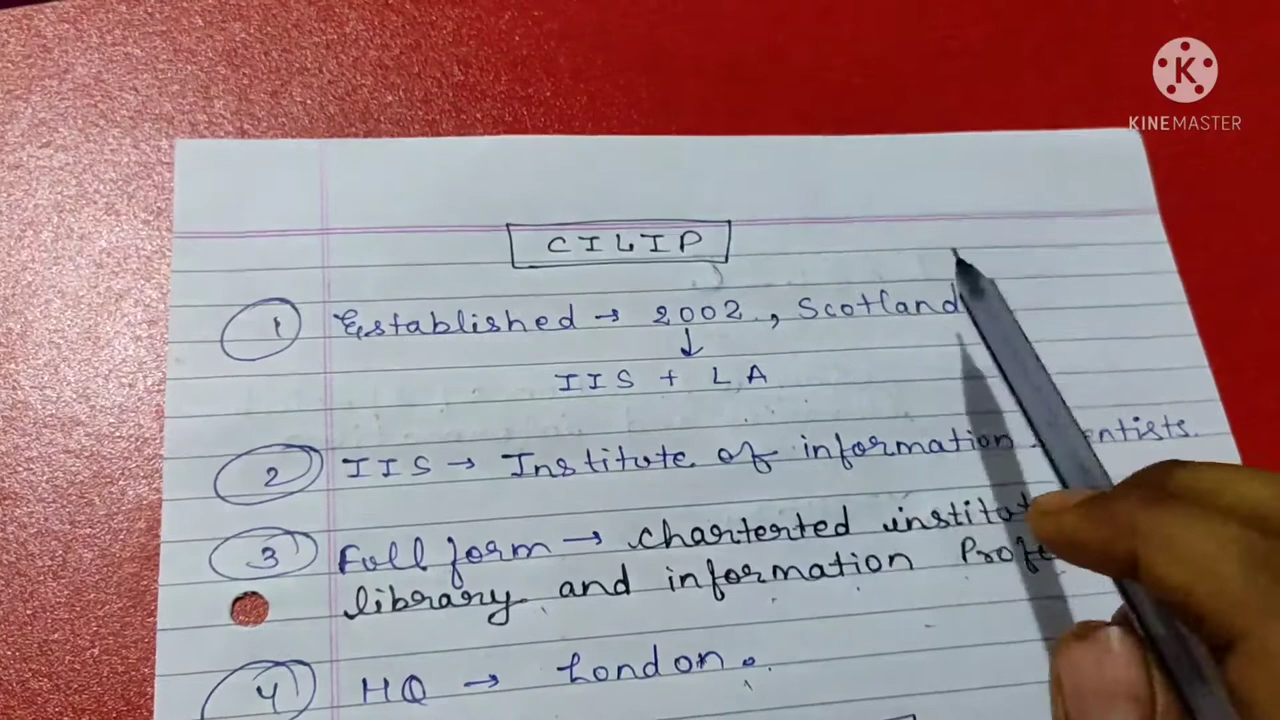 K
KINEMASTER
CILIP
1 Established → 2002, Scotland
↓
IIS + LA
2 IIS → Institute of information
3 Full form → charterted
library and information
4 HQ → London.